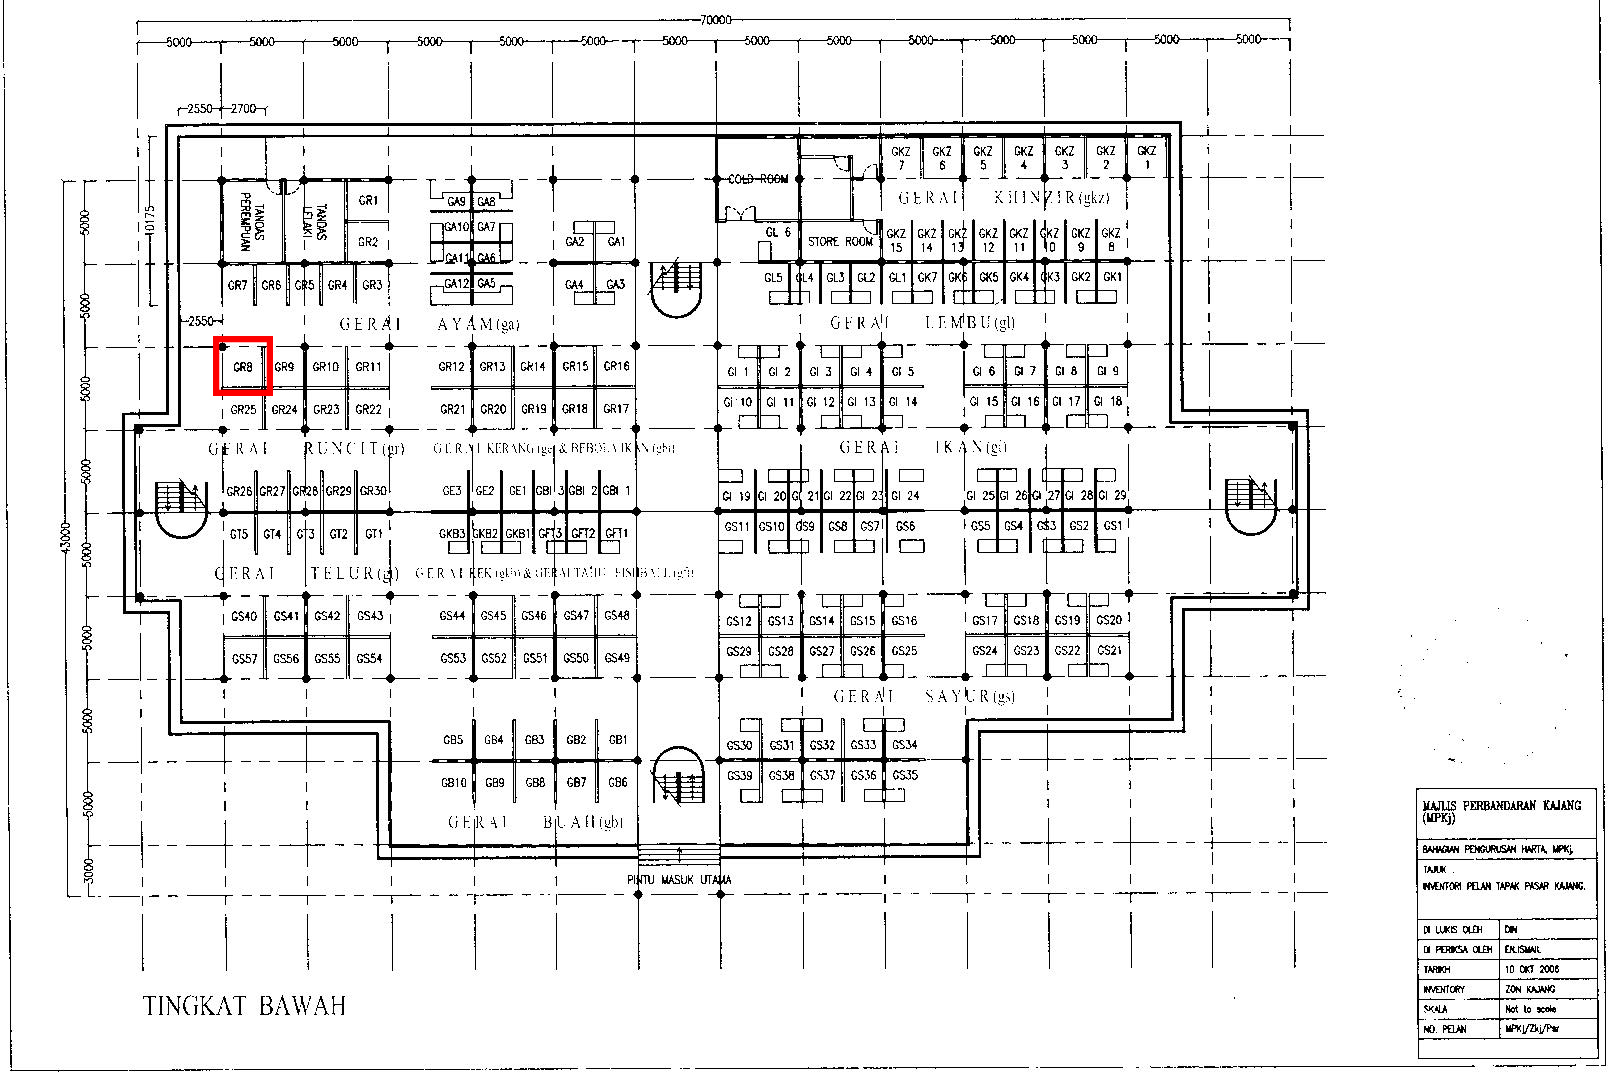 70000
5000 5000 5000 5000 5000 5000 5000 5000 5000 5000 5000 5000 5000 5000
2550 2700
GKZ 7 GKZ 6 GKZ 5 GKZ 4 GKZ 3 GKZ 2 GKZ 1
COLD ROOM
GERAI KHINZIR(gkz)
TANDAS PEREMPUAN
TANDAS LELAKI
GR1
GR2
GA9 GA8
GA10 GA7
GA11 GA6
GA12 GA5
GA2 GA1
GA4 GA3
GL 6
STORE ROOM
GKZ 15 GKZ 14 GKZ 13 GKZ 12 GKZ 11 GKZ 10 GKZ 9 GKZ 8
5000
10175
GR7 GR6 GR5 GR4 GR3
GL5 GL4 GL3 GL2 GL1 GK7 GK6 GK5 GK4 GK3 GK2 GK1
5000
2550
GERAI AYAM(ga)
GERAI LEMBU(gl)
GR8 GR9 GR10 GR11 GR12 GR13 GR14 GR15 GR16
GI 1 GI 2 GI 3 GI 4 GI 5 GI 6 GI 7 GI 8 GI 9
5000
GR25 GR24 GR23 GR22 GR21 GR20 GR19 GR18 GR17
GI 10 GI 11 GI 12 GI 13 GI 14 GI 15 GI 16 GI 17 GI 18
GERAI RUNCIT(gr)
GERAI KERANG(ge) & BEBOLA IKAN(gbi)
GERAI IKAN(gi)
5000
GR26 GR27 GR28 GR29 GR30 GE3 GE2 GE1 GBI 3 GBI 2 GBI 1
GI 19 GI 20 GI 21 GI 22 GI 23 GI 24 GI 25 GI 26 GI 27 GI 28 GI 29
43000
GT5 GT4 GT3 GT2 GT1 GKB3 GKB2 GKB1 GFT3 GFT2 GFT1
GS11 GS10 GS9 GS8 GS7 GS6 GS5 GS4 GS3 GS2 GS1
5000
GERAI TELUR(gt)
GERAI KEK(gkb) & GERAI TAHU FISHBALL(gft)
GS40 GS41 GS42 GS43 GS44 GS45 GS46 GS47 GS48
GS12 GS13 GS14 GS15 GS16 GS17 GS18 GS19 GS20
5000
GS57 GS56 GS55 GS54 GS53 GS52 GS51 GS50 GS49
GS29 GS28 GS27 GS26 GS25 GS24 GS23 GS22 GS21
GERAI SAYUR(gs)
5000
GB5 GB4 GB3 GB2 GB1
GS30 GS31 GS32 GS33 GS34
GB10 GB9 GB8 GB7 GB6
GS39 GS38 GS37 GS36 GS35
5000
GERAI BUAH(gb)
3000
PINTU MASUK UTAMA
TINGKAT BAWAH
MAJLIS PERBANDARAN KAJANG
(MPKj)
BAHAGIAN PENGURUSAN HARTA, MPKj.
TAJUK .
INVENTORI PELAN TAPAK PASAR KAJANG.
DI LUKIS OLEH DIN
DI PERIKSA OLEH EN.ISMAIL
TARIKH 10 OKT 2006
INVENTORY ZON KAJANG
SKALA Not to scale
NO. PELAN MPKj/Zkj/Psr